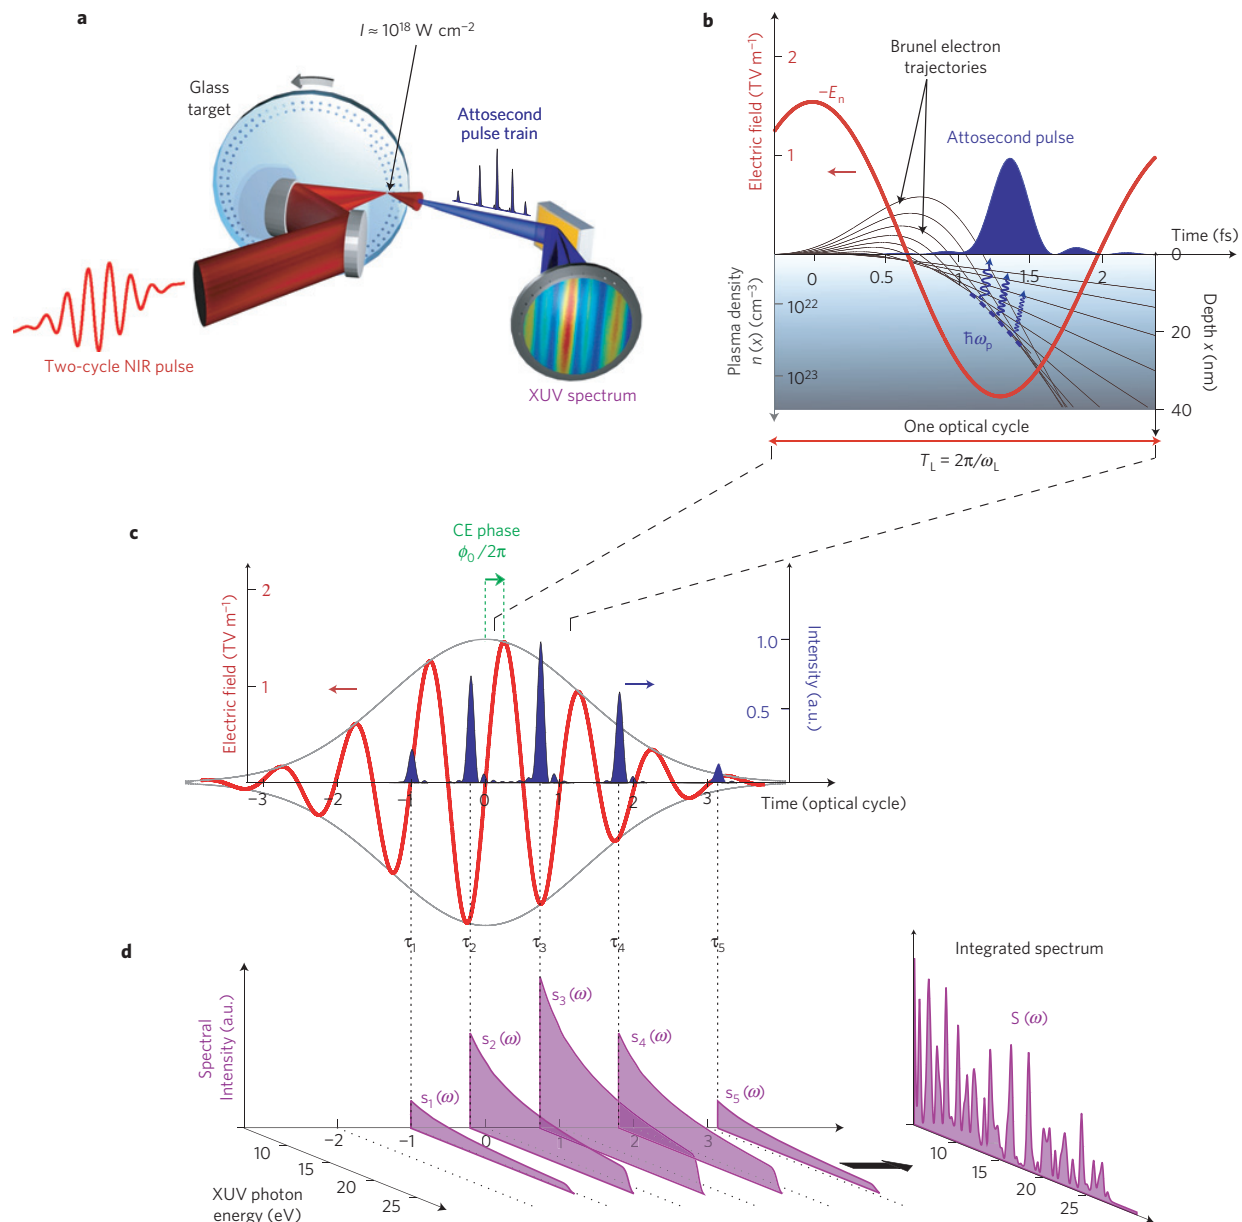 a
I ≈ 10¹⁸ W cm⁻²
Glass
target
Attosecond
pulse train
Two-cycle NIR pulse
XUV spectrum
b
Electric field (TV m⁻¹)
2
1
Brunel electron
trajectories
−Eₙ
Attosecond pulse
Time (fs)
0
0
0.5
1
1.5
2
Plasma density
n (x) (cm⁻³)
10²²
10²³
ħωₚ
Depth x (nm)
20
40
One optical cycle
T_L = 2π/ω_L
c
CE phase
ϕ₀/2π
Electric field (TV m⁻¹)
2
1
Intensity (a.u.)
1.0
0.5
−3
−2
−1
0
1
2
3
Time (optical cycle)
τ₁
τ₂
τ₃
τ₄
τ₅
d
Spectral
Intensity (a.u.)
s₁(ω)
s₂(ω)
s₃(ω)
s₄(ω)
s₅(ω)
-2
-1
0
1
2
3
10
15
20
25
XUV photon
energy (eV)
Integrated spectrum
S (ω)
10
15
20
25